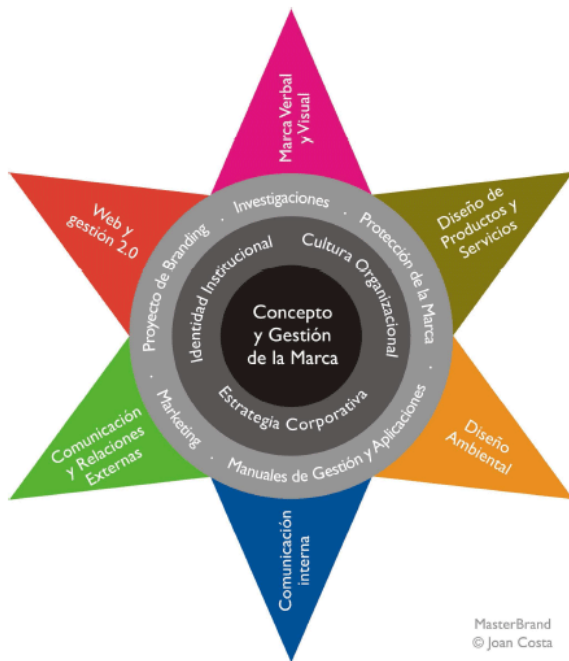 Marca Verbal
y Visual
Diseño de
Productos y
Servicios
Diseño
Ambiental
Comunicación
interna
Comunicación
y Relaciones
Externas
Web y
gestión 2.0
Proyecto de Branding · Investigaciones · Protección de la Marca · Manuales de Gestión y Aplicaciones · Marketing ·
Identidad Institucional
Cultura Organizacional
Estrategia Corporativa
Concepto
y Gestión
de la Marca
MasterBrand
© Joan Costa